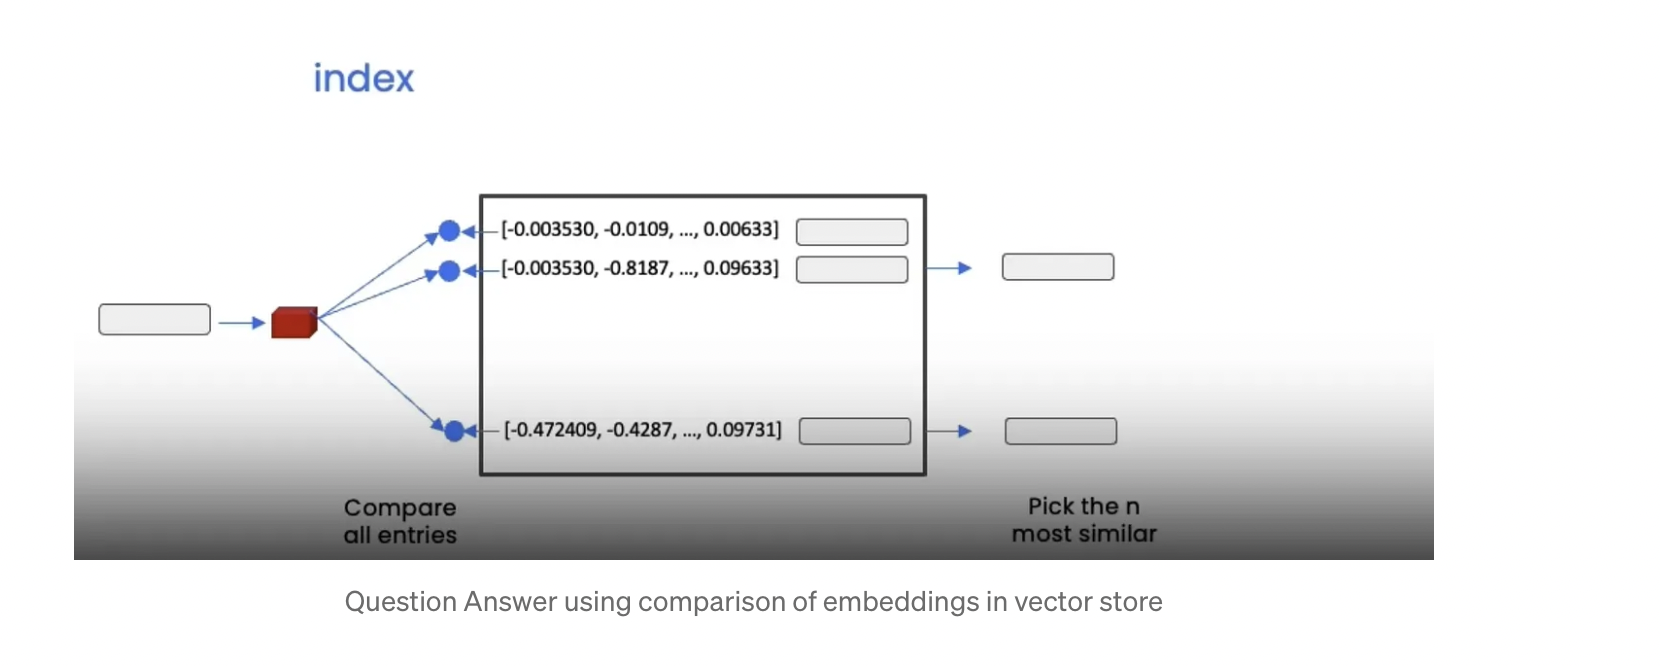 index
[-0.003530, -0.0109, ..., 0.00633]
[-0.003530, -0.8187, ..., 0.09633]
[-0.472409, -0.4287, ..., 0.09731]
Compare
all entries
Pick the n
most similar
Question Answer using comparison of embeddings in vector store